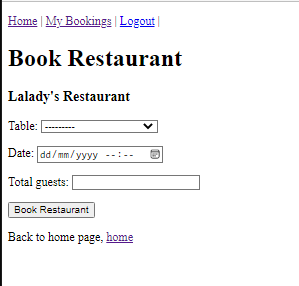 Home | My Bookings | Logout |
Book Restaurant
Lalady's Restaurant
Table: ---------
Date: dd/mm/yyyy --:--
Total guests:
Book Restaurant
Back to home page, home